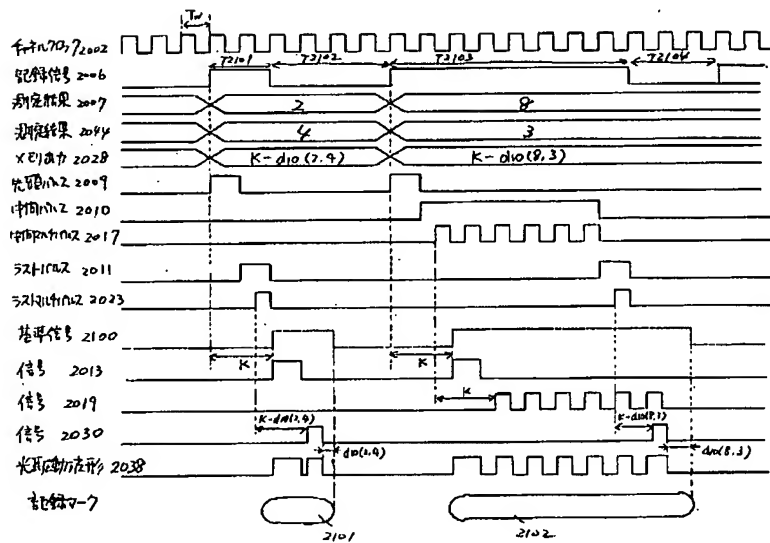 Tw
チャネルクロック2002
T2101 T2102 T2103 T2104
記録信号 2006
測定結果 2007 2 8
測定結果 2044 4 3
メモリ出力 2028 K-d10(2,4) K-d10(8,3)
先頭パルス 2009
中間パルス 2010
中間マルチパルス 2017
ラストパルス 2011
ラストマルチパルス 2023
基準信号 2100
K K
信号 2013
K
信号 2019
K-d10(2,4) K-d10(8,3)
信号 2030
d10(2,4) d10(8,3)
光駆動波形 2038
記録マーク
2101 2102